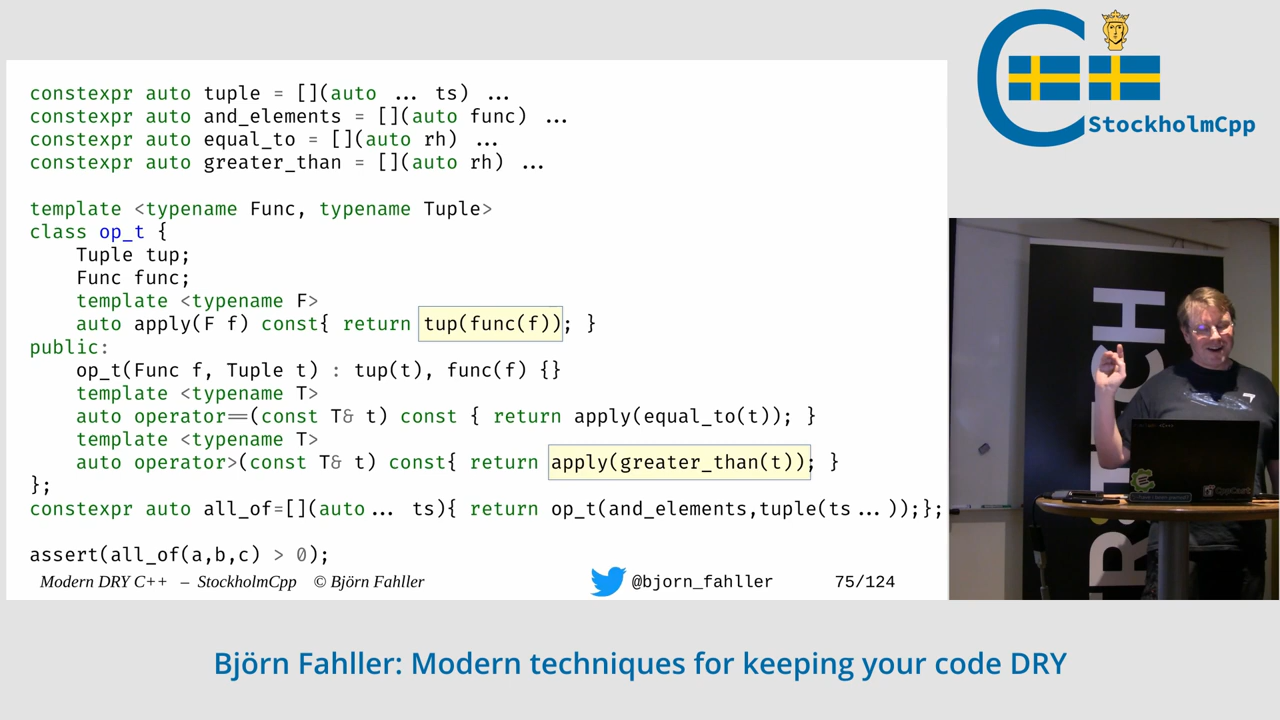 constexpr auto tuple = [](auto … ts) …
constexpr auto and_elements = [](auto func) …
constexpr auto equal_to = [](auto rh) …
constexpr auto greater_than = [](auto rh) …
template <typename Func, typename Tuple>
class op_t {
Tuple tup;
Func func;
template <typename F>
auto apply(F f) const{ return tup(func(f)); }
public:
op_t(Func f, Tuple t) : tup(t), func(f) {}
template <typename T>
auto operator==(const T& t) const { return apply(equal_to(t)); }
template <typename T>
auto operator>(const T& t) const{ return apply(greater_than(t)); }
};
constexpr auto all_of=[](auto… ts){ return op_t(and_elements,tuple(ts…));};
assert(all_of(a,b,c) > 0);
Modern DRY C++ – StockholmCpp © Björn Fahller
@bjorn_fahller
75/124
StockholmCpp
Björn Fahller: Modern techniques for keeping your code DRY